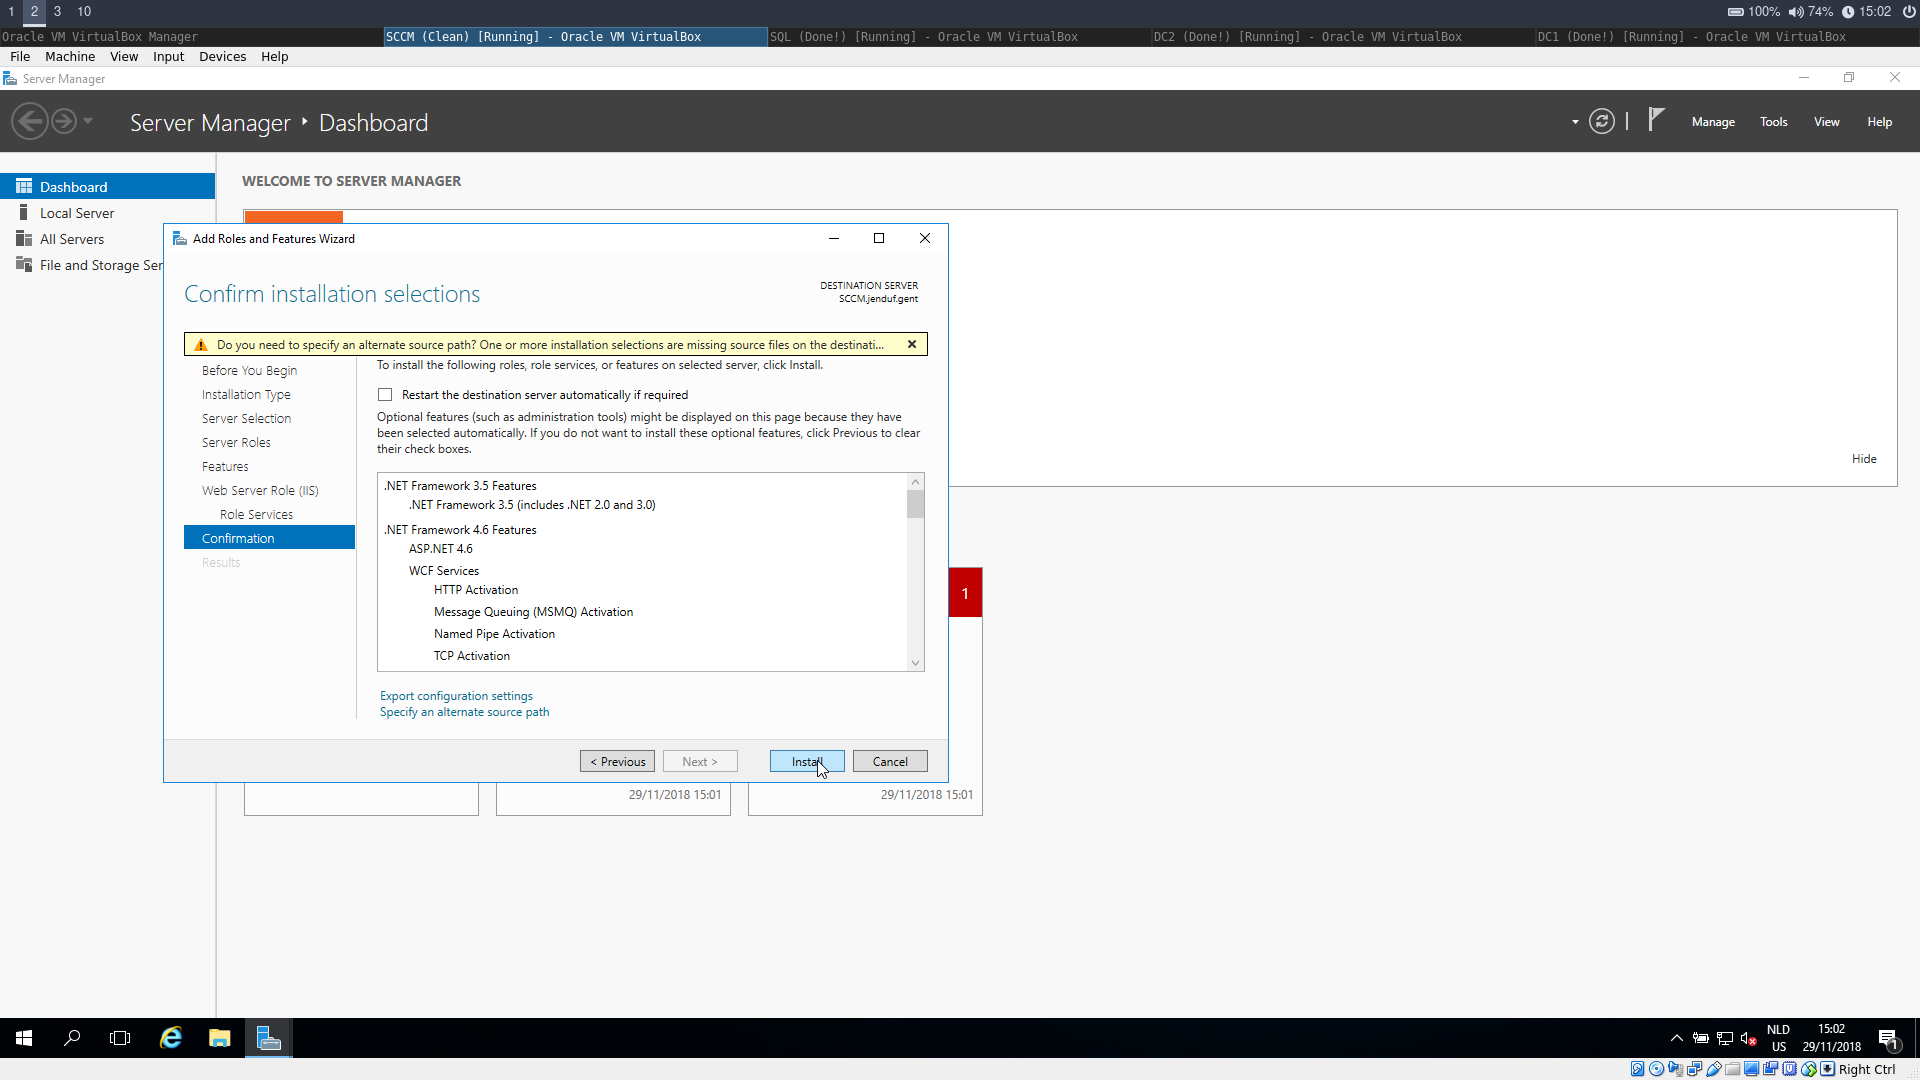 1 2 3 10
100% 74% 15:02
Oracle VM VirtualBox Manager
SCCM (Clean) [Running] - Oracle VM VirtualBox
SQL (Done!) [Running] - Oracle VM VirtualBox
DC2 (Done!) [Running] - Oracle VM VirtualBox
DC1 (Done!) [Running] - Oracle VM VirtualBox
File Machine View Input Devices Help
Server Manager
Server Manager ‣ Dashboard
Manage Tools View Help
Dashboard
Local Server
All Servers
File and Storage Ser
WELCOME TO SERVER MANAGER
Hide
Add Roles and Features Wizard
Confirm installation selections
DESTINATION SERVER
SCCM.jenduf.gent
Do you need to specify an alternate source path? One or more installation selections are missing source files on the destinati...
Before You Begin
Installation Type
Server Selection
Server Roles
Features
Web Server Role (IIS)
Role Services
Confirmation
Results
To install the following roles, role services, or features on selected server, click Install.
Restart the destination server automatically if required
Optional features (such as administration tools) might be displayed on this page because they have
been selected automatically. If you do not want to install these optional features, click Previous to clear
their check boxes.
.NET Framework 3.5 Features
.NET Framework 3.5 (includes .NET 2.0 and 3.0)
.NET Framework 4.6 Features
ASP.NET 4.6
WCF Services
HTTP Activation
Message Queuing (MSMQ) Activation
Named Pipe Activation
TCP Activation
Export configuration settings
Specify an alternate source path
< Previous Next > Install Cancel
1
29/11/2018 15:01
29/11/2018 15:01
NLD
US
15:02
29/11/2018
1
Right Ctrl